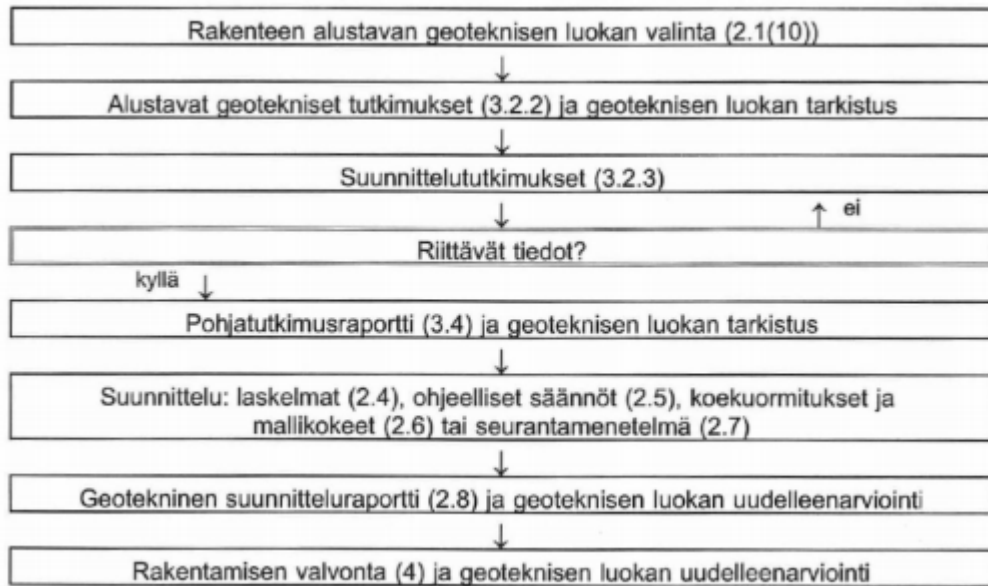 Rakenteen alustavan geoteknisen luokan valinta (2.1(10))
↓
Alustavat geotekniset tutkimukset (3.2.2) ja geoteknisen luokan tarkistus
↓
Suunnittelututkimukset (3.2.3)
↓ ↑ ei
Riittävät tiedot?
kyllä ↓
Pohjatutkimusraportti (3.4) ja geoteknisen luokan tarkistus
↓
Suunnittelu: laskelmat (2.4), ohjeelliset säännöt (2.5), koekuormitukset ja
mallikokeet (2.6) tai seurantamenetelmä (2.7)
↓
Geotekninen suunnitteluraportti (2.8) ja geoteknisen luokan uudelleenarviointi
↓
Rakentamisen valvonta (4) ja geoteknisen luokan uudelleenarviointi